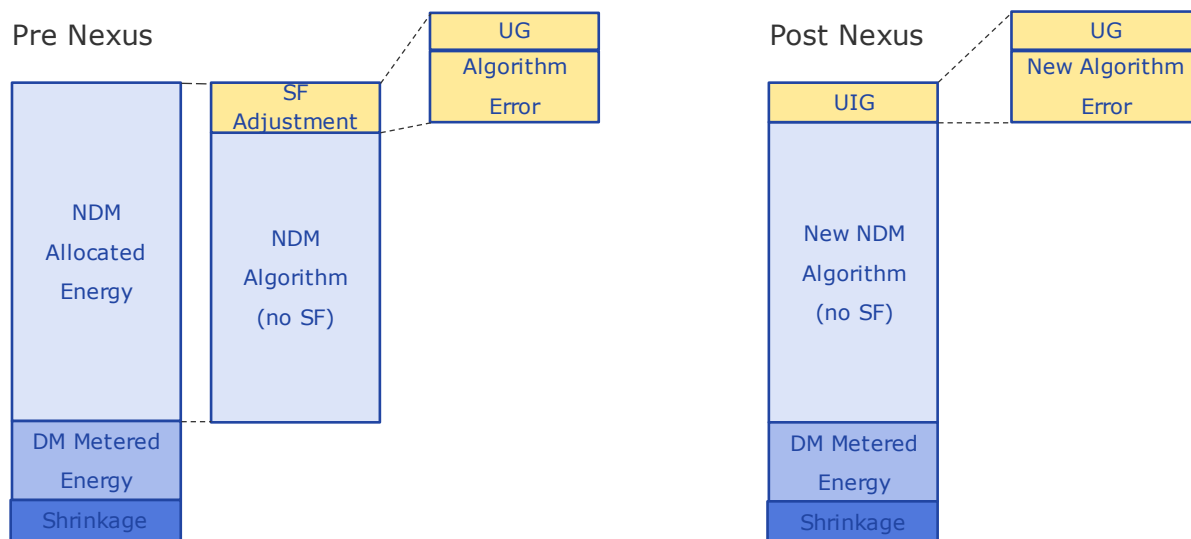 Pre Nexus
NDM
Allocated
Energy
DM Metered
Energy
Shrinkage
SF
Adjustment
NDM
Algorithm
(no SF)
UG
Algorithm
Error
Post Nexus
UIG
New NDM
Algorithm
(no SF)
DM Metered
Energy
Shrinkage
UG
New Algorithm
Error